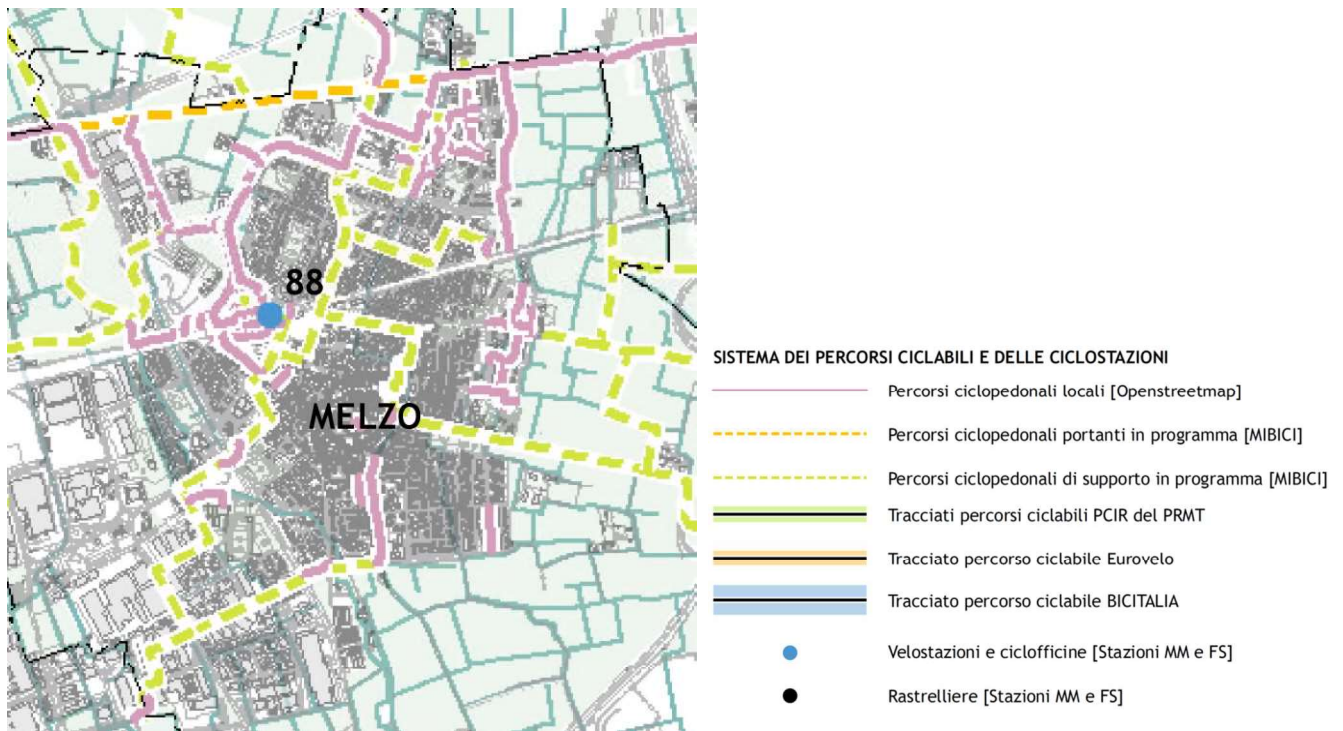 88
MELZO
SISTEMA DEI PERCORSI CICLABILI E DELLE CICLOSTAZIONI
Percorsi ciclopedonali locali [Openstreetmap]
Percorsi ciclopedonali portanti in programma [MIBICI]
Percorsi ciclopedonali di supporto in programma [MIBICI]
Tracciati percorsi ciclabili PCIR del PRMT
Tracciato percorso ciclabile Eurovelo
Tracciato percorso ciclabile BICITALIA
Velostazioni e ciclofficine [Stazioni MM e FS]
Rastrelliere [Stazioni MM e FS]